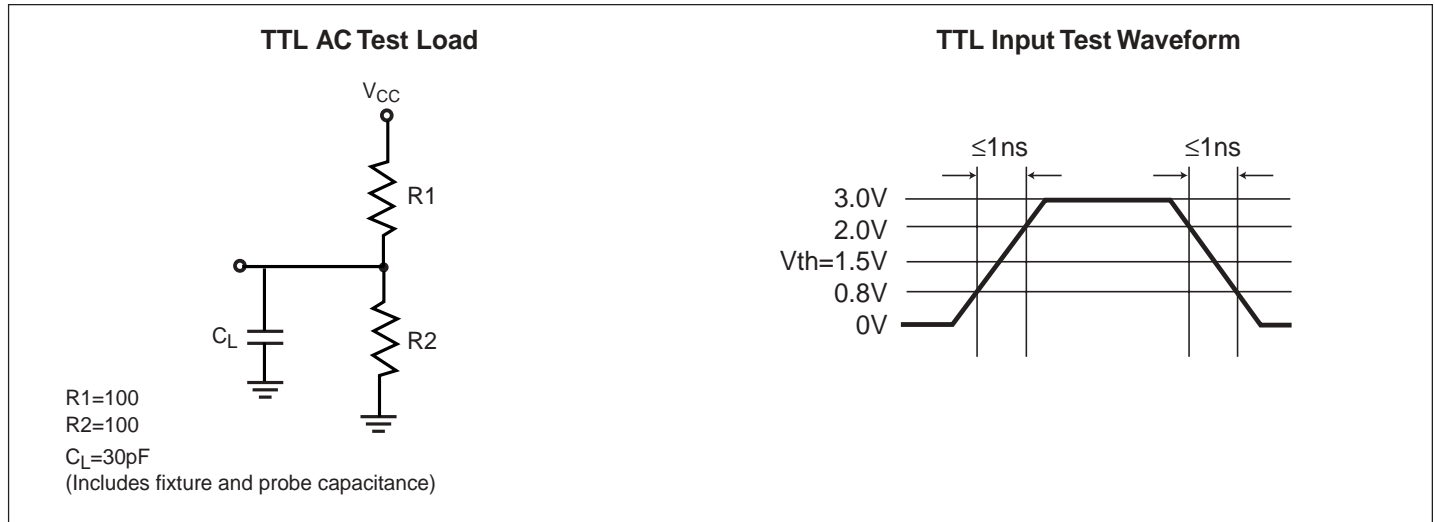 TTL AC Test Load
VCC
R1
CL
R2
R1=100
R2=100
CL=30pF
(Includes fixture and probe capacitance)
TTL Input Test Waveform
≤1ns ≤1ns
3.0V
2.0V
Vth=1.5V
0.8V
0V